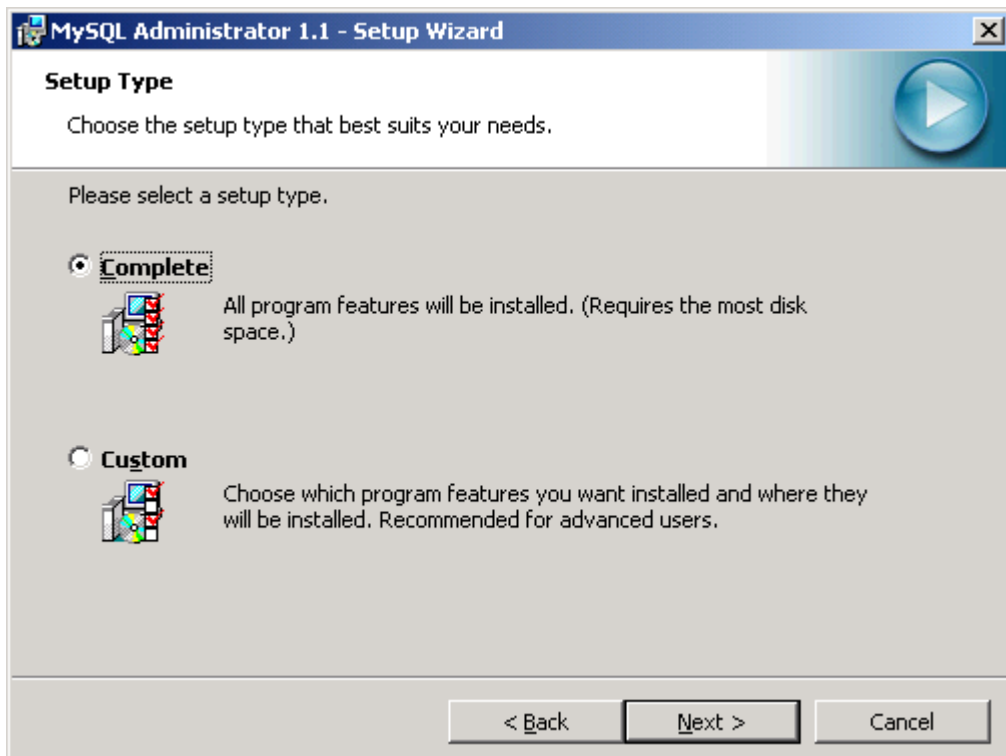 MySQL Administrator 1.1 - Setup Wizard
Setup Type
Choose the setup type that best suits your needs.
Please select a setup type.
Complete
All program features will be installed. (Requires the most disk
space.)
Custom
Choose which program features you want installed and where they
will be installed. Recommended for advanced users.
< Back
Next >
Cancel